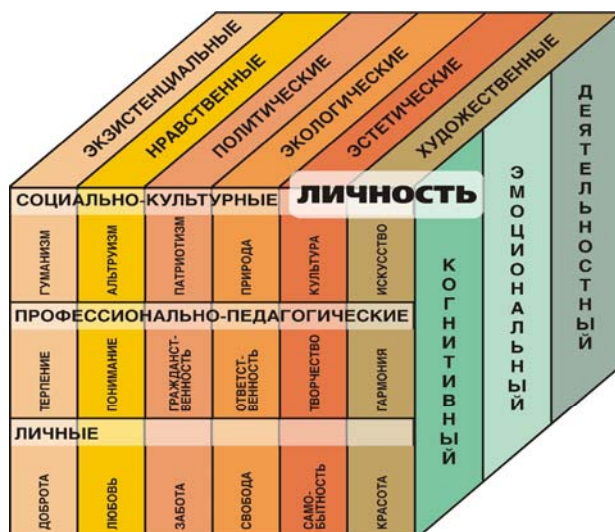 ЭКЗИСТЕНЦИАЛЬНЫЕ
НРАВСТВЕННЫЕ
ПОЛИТИЧЕСКИЕ
ЭКОЛОГИЧЕСКИЕ
ЭСТЕТИЧЕСКИЕ
ХУДОЖЕСТВЕННЫЕ
ЛИЧНОСТЬ
СОЦИАЛЬНО-КУЛЬТУРНЫЕ
ГУМАНИЗМ
АЛЬТРУИЗМ
ПАТРИОТИЗМ
ПРИРОДА
КУЛЬТУРА
ИСКУССТВО
ПРОФЕССИОНАЛЬНО-ПЕДАГОГИЧЕСКИЕ
ТЕРПЕНИЕ
ПОНИМАНИЕ
ГРАЖДАНСТ-
ВЕННОСТЬ
ОТВЕТСТ-
ВЕННОСТЬ
ТВОРЧЕСТВО
ГАРМОНИЯ
ЛИЧНЫЕ
ДОБРОТА
ЛЮБОВЬ
ЗАБОТА
СВОБОДА
САМО-
БЫТНОСТЬ
КРАСОТА
КОГНИТИВНЫЙ
ЭМОЦИОНАЛЬНЫЙ
ДЕЯТЕЛЬНОСТНЫЙ